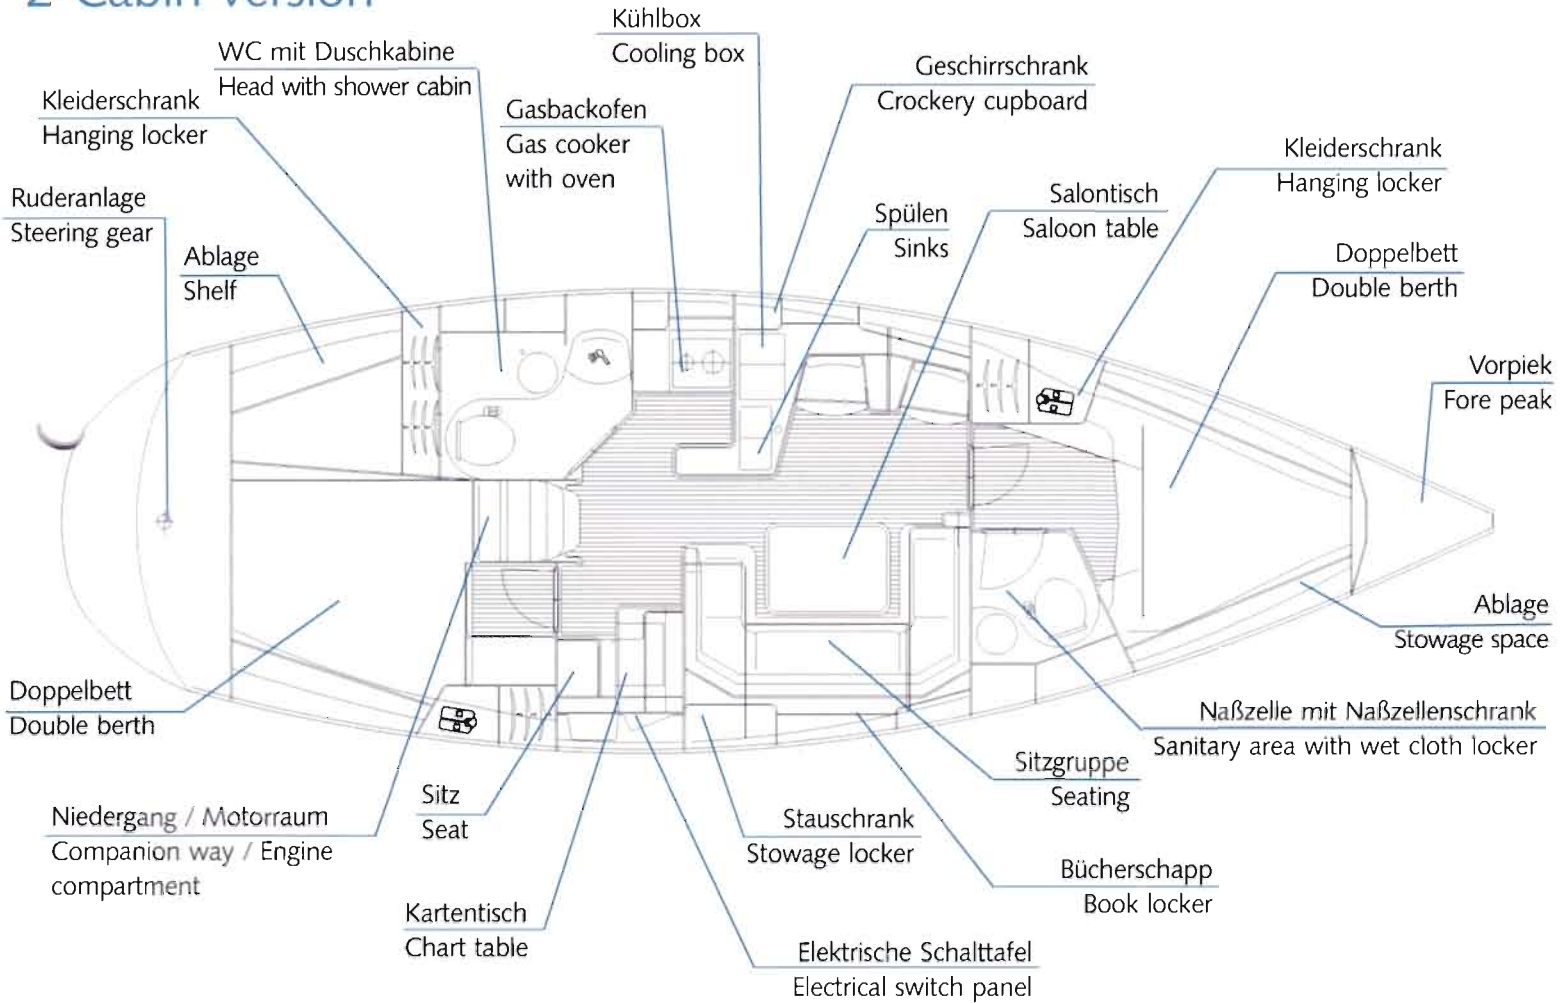 2-Cabin version
Kühlbox
Cooling box
WC mit Duschkabine
Head with shower cabin
Geschirrschrank
Crockery cupboard
Kleiderschrank
Hanging locker
Gasbackofen
Gas cooker
with oven
Kleiderschrank
Hanging locker
Ruderanlage
Steering gear
Salontisch
Saloon table
Spülen
Sinks
Ablage
Shelf
Doppelbett
Double berth
Vorpiek
Fore peak
Ablage
Stowage space
Doppelbett
Double berth
Naßzelle mit Naßzellenschrank
Sanitary area with wet cloth locker
Sitzgruppe
Seating
Sitz
Seat
Niedergang / Motorraum
Companion way / Engine
compartment
Stauschrank
Stowage locker
Bücherschapp
Book locker
Kartentisch
Chart table
Elektrische Schalttafel
Electrical switch panel